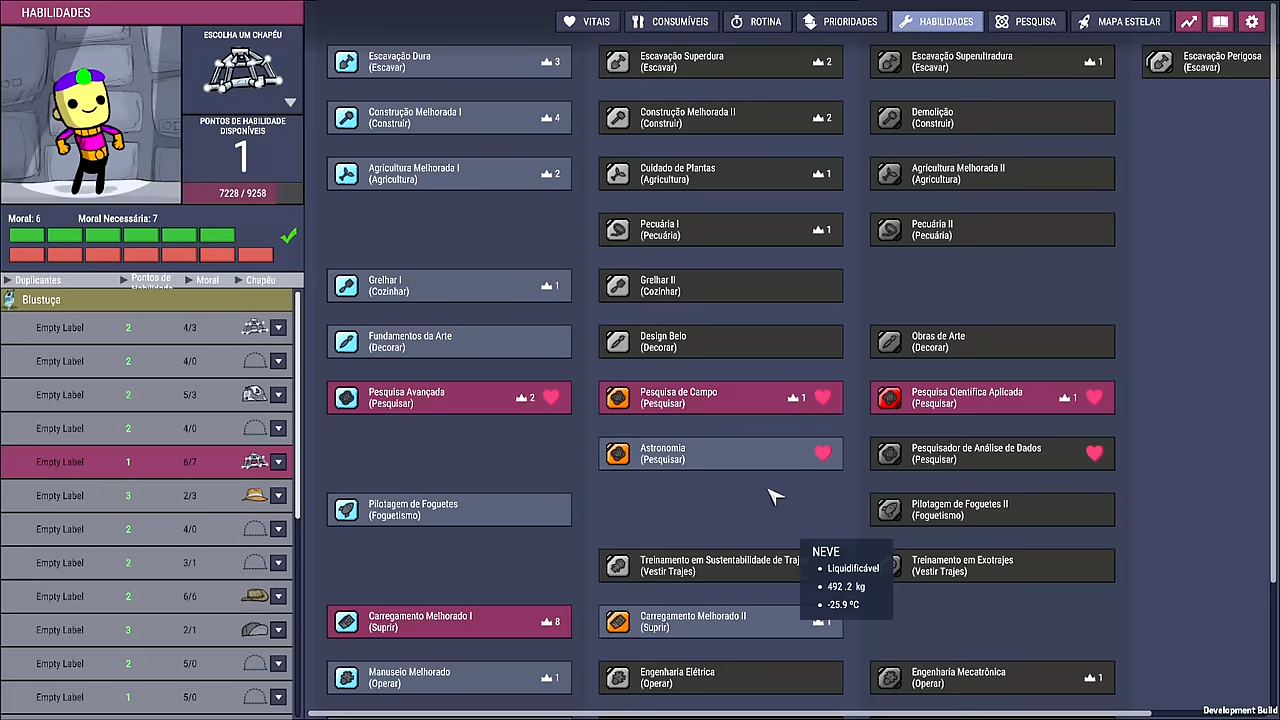 HABILIDADES
VITAIS
CONSUMÍVEIS
ROTINA
PRIORIDADES
HABILIDADES
PESQUISA
MAPA ESTELAR
ESCOLHA UM CHAPÉU
PONTOS DE HABILIDADE
DISPONÍVEIS
1
7228 / 9258
Moral: 6
Moral Necessária: 7
Duplicantes
Pontos de
Habilidade
Moral
Chapéu
Blustuça
Empty Label 2 4/3
Empty Label 2 4/0
Empty Label 2 5/3
Empty Label 2 4/0
Empty Label 1 6/7
Empty Label 3 2/3
Empty Label 2 4/0
Empty Label 2 3/1
Empty Label 2 6/6
Empty Label 3 2/1
Empty Label 2 5/0
Empty Label 1 5/0
Escavação Dura
(Escavar)
3
Escavação Superdura
(Escavar)
2
Escavação Superultradura
(Escavar)
1
Escavação Perigosa
(Escavar)
Construção Melhorada I
(Construir)
4
Construção Melhorada II
(Construir)
2
Demolição
(Construir)
Agricultura Melhorada I
(Agricultura)
2
Cuidado de Plantas
(Agricultura)
1
Agricultura Melhorada II
(Agricultura)
Pecuária I
(Pecuária)
1
Pecuária II
(Pecuária)
Grelhar I
(Cozinhar)
1
Grelhar II
(Cozinhar)
Fundamentos da Arte
(Decorar)
Design Belo
(Decorar)
Obras de Arte
(Decorar)
Pesquisa Avançada
(Pesquisar)
2
Pesquisa de Campo
(Pesquisar)
1
Pesquisa Científica Aplicada
(Pesquisar)
1
Astronomia
(Pesquisar)
Pesquisador de Análise de Dados
(Pesquisar)
Pilotagem de Foguetes
(Foguetismo)
Pilotagem de Foguetes II
(Foguetismo)
Treinamento em Sustentabilidade de Traj
(Vestir Trajes)
Treinamento em Exotrajes
(Vestir Trajes)
NEVE
• Liquidificável
• 492.2 kg
• -25.9 ºC
Carregamento Melhorado I
(Suprir)
8
Carregamento Melhorado II
(Suprir)
1
Manuseio Melhorado
(Operar)
1
Engenharia Elétrica
(Operar)
Engenharia Mecatrônica
(Operar)
1
Development Build